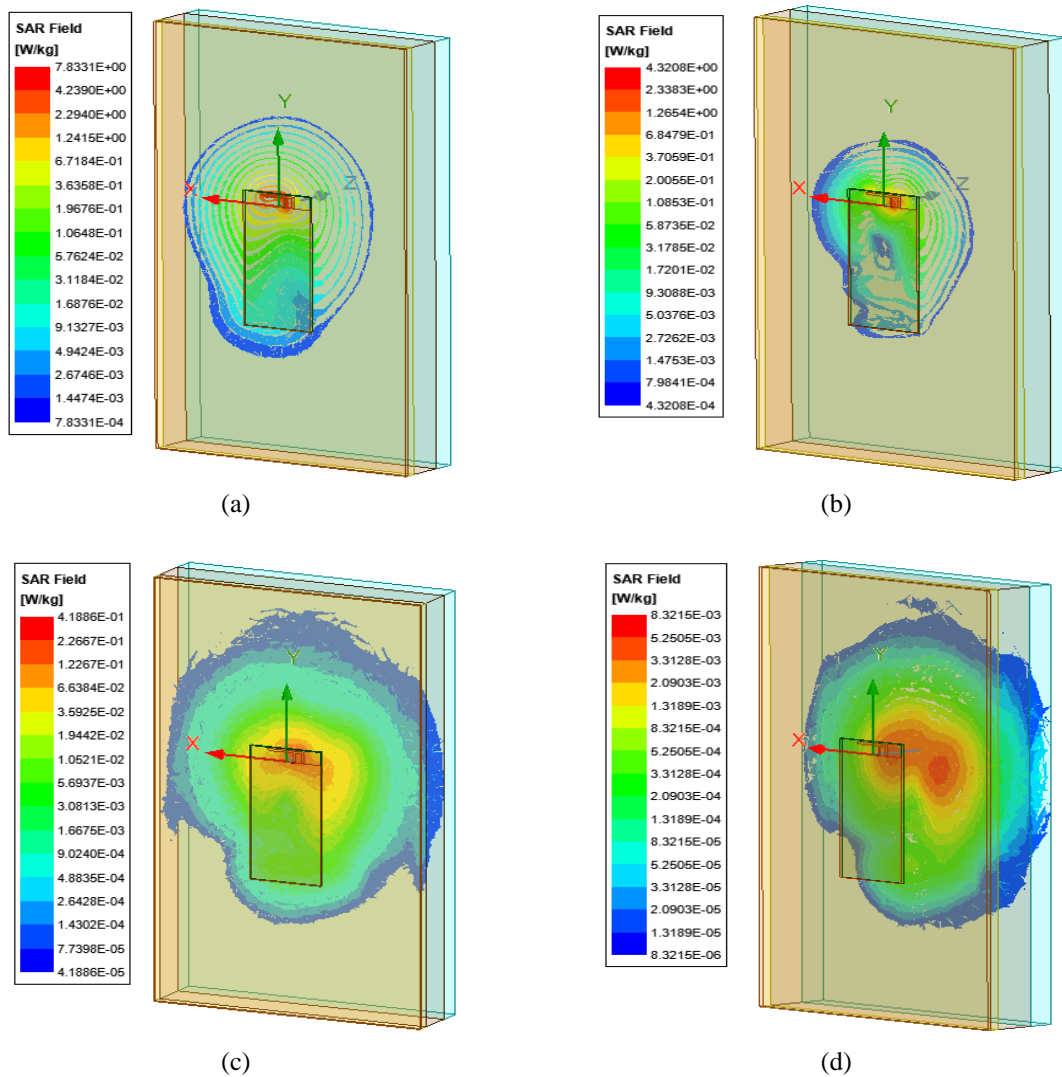 SAR Field
[W/kg]
7.8331E+00
4.2390E+00
2.2940E+00
1.2415E+00
6.7184E-01
3.6358E-01
1.9676E-01
1.0648E-01
5.7624E-02
3.1184E-02
1.6876E-02
9.1327E-03
4.9424E-03
2.6746E-03
1.4474E-03
7.8331E-04
Y
X
Z
(a)
SAR Field
[W/kg]
4.3208E+00
2.3383E+00
1.2654E+00
6.8479E-01
3.7059E-01
2.0055E-01
1.0853E-01
5.8735E-02
3.1785E-02
1.7201E-02
9.3088E-03
5.0376E-03
2.7262E-03
1.4753E-03
7.9841E-04
4.3208E-04
Y
X
Z
(b)
SAR Field
[W/kg]
4.1886E-01
2.2667E-01
1.2267E-01
6.6384E-02
3.5925E-02
1.9442E-02
1.0521E-02
5.6937E-03
3.0813E-03
1.6675E-03
9.0240E-04
4.8835E-04
2.6428E-04
1.4302E-04
7.7398E-05
4.1886E-05
Y
X
(c)
SAR Field
[W/kg]
8.3215E-03
5.2505E-03
3.3128E-03
2.0903E-03
1.3189E-03
8.3215E-04
5.2505E-04
3.3128E-04
2.0903E-04
1.3189E-04
8.3215E-05
5.2505E-05
3.3128E-05
2.0903E-05
1.3189E-05
8.3215E-06
Y
X
(d)